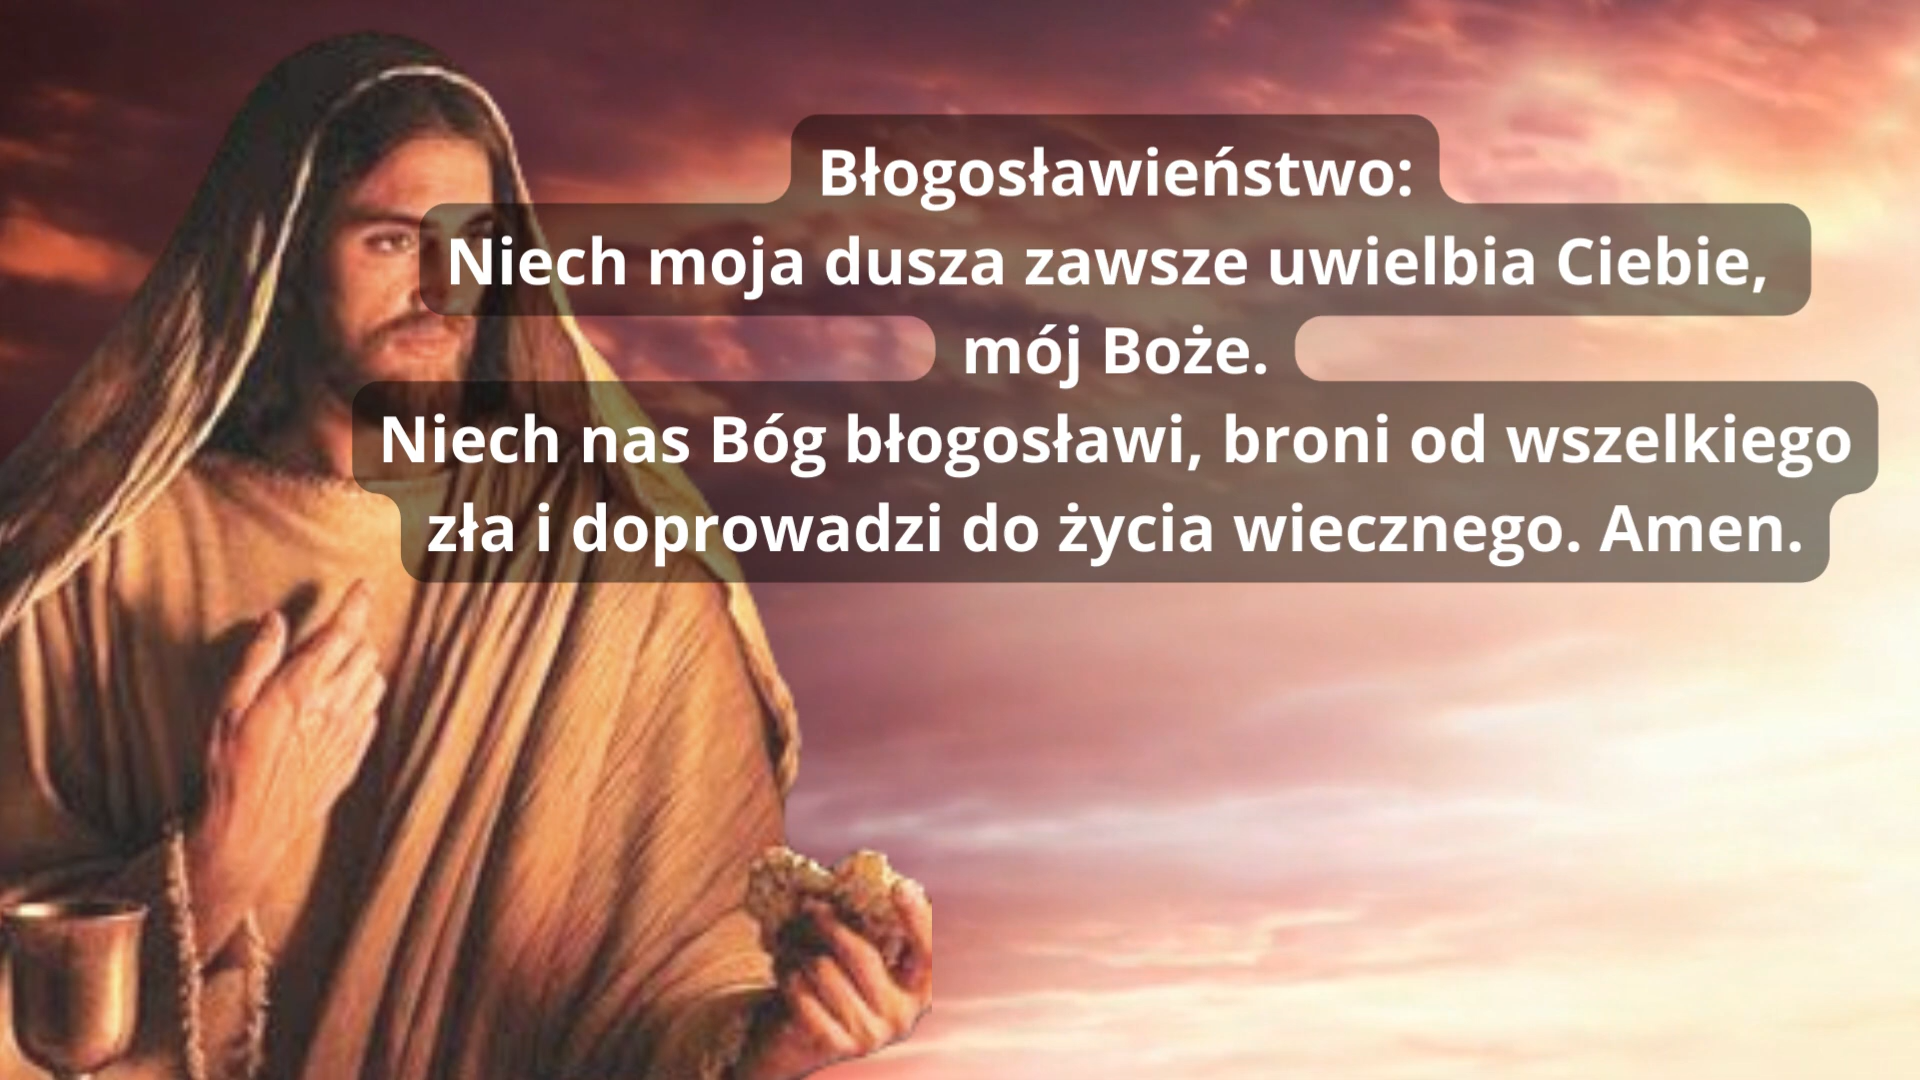 Błogosławieństwo:
Niech moja dusza zawsze uwielbia Ciebie,
mój Boże.
Niech nas Bóg błogosławi, broni od wszelkiego
zła i doprowadzi do życia wiecznego. Amen.